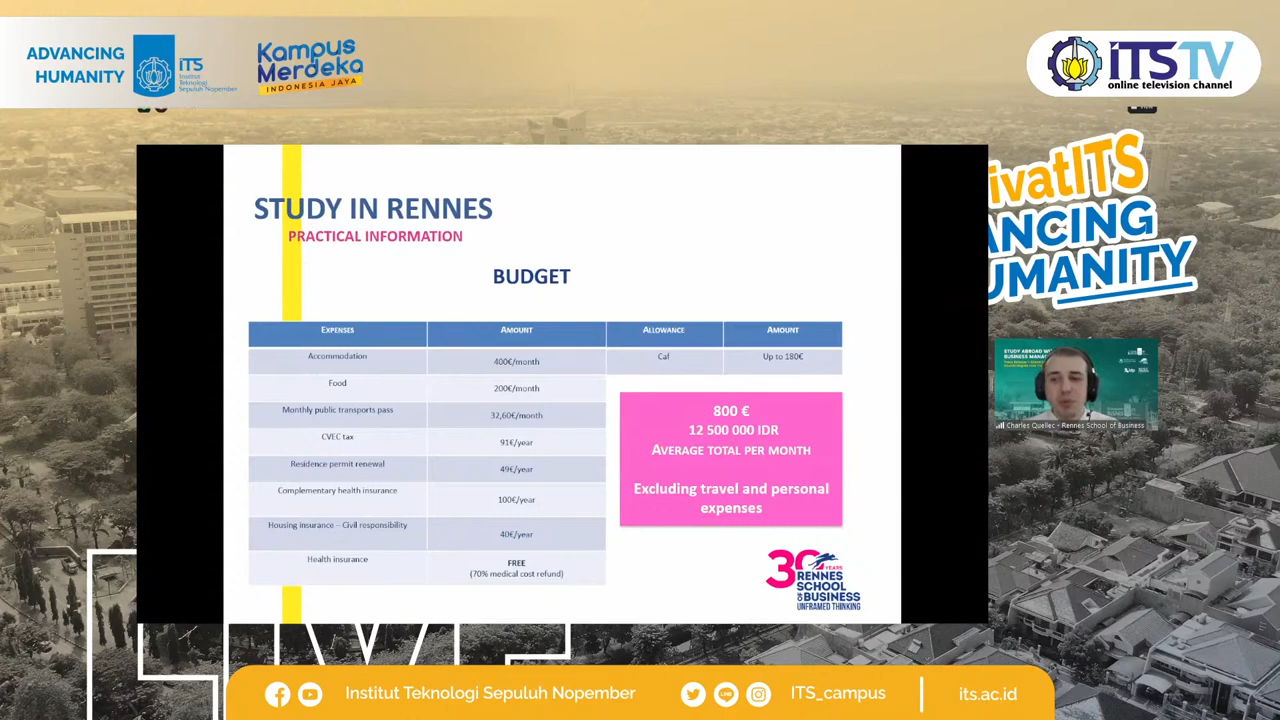 ADVANCING
HUMANITY
iTS
Institut
Teknologi
Sepuluh Nopember
Kampus
Merdeka
INDONESIA JAYA
iTSTV
online television channel
ivatITS
ANCING
UMANITY
STUDY IN RENNES
PRACTICAL INFORMATION
BUDGET
EXPENSES AMOUNT ALLOWANCE AMOUNT
Accommodation 400€/month Caf Up to 180€
Food 200€/month
Monthly public transports pass 32,60€/month
CVEC tax 91€/year
Residence permit renewal 49€/year
Complementary health insurance 100€/year
Housing insurance – Civil responsibility 40€/year
Health insurance FREE
(70% medical cost refund)
800 €
12 500 000 IDR
AVERAGE TOTAL PER MONTH
Excluding travel and personal
expenses
30 YEARS
RENNES
SCHOOL
OF BUSINESS
UNFRAMED THINKING
Charles Quellec - Rennes School of Business
Institut Teknologi Sepuluh Nopember
ITS_campus
its.ac.id